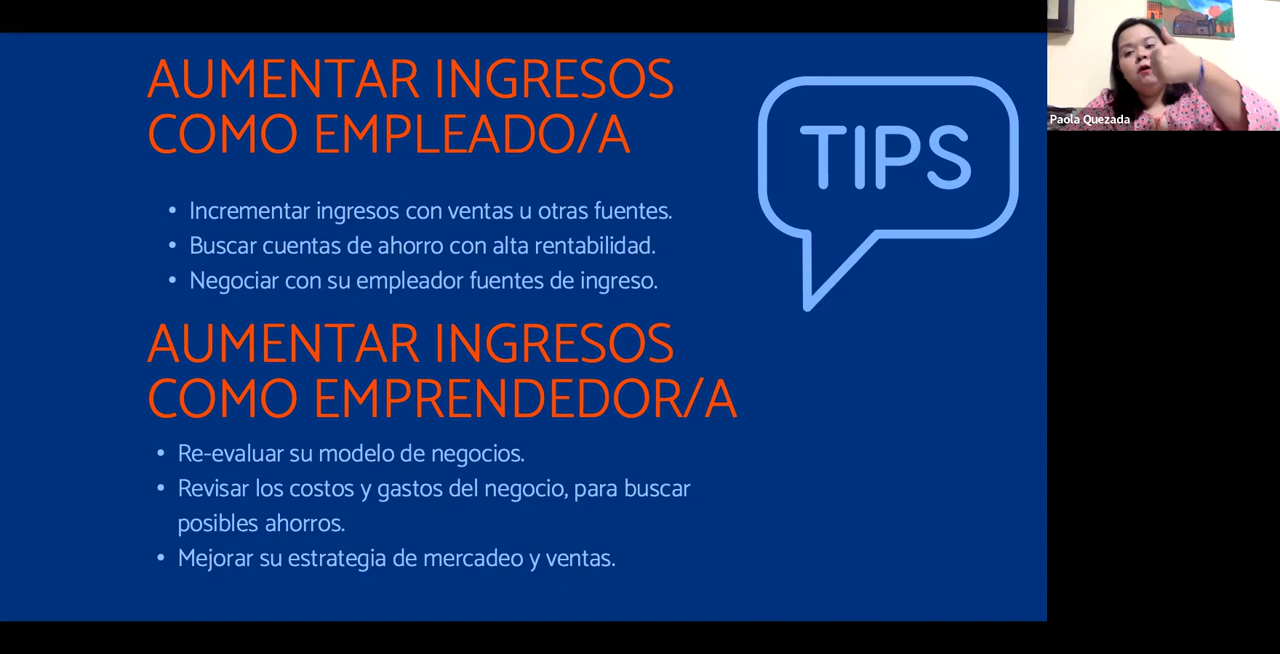 AUMENTAR INGRESOS
COMO EMPLEADO/A
• Incrementar ingresos con ventas u otras fuentes.
• Buscar cuentas de ahorro con alta rentabilidad.
• Negociar con su empleador fuentes de ingreso.
AUMENTAR INGRESOS
COMO EMPRENDEDOR/A
• Re-evaluar su modelo de negocios.
• Revisar los costos y gastos del negocio, para buscar
posibles ahorros.
• Mejorar su estrategia de mercadeo y ventas.
TIPS
Paola Quezada